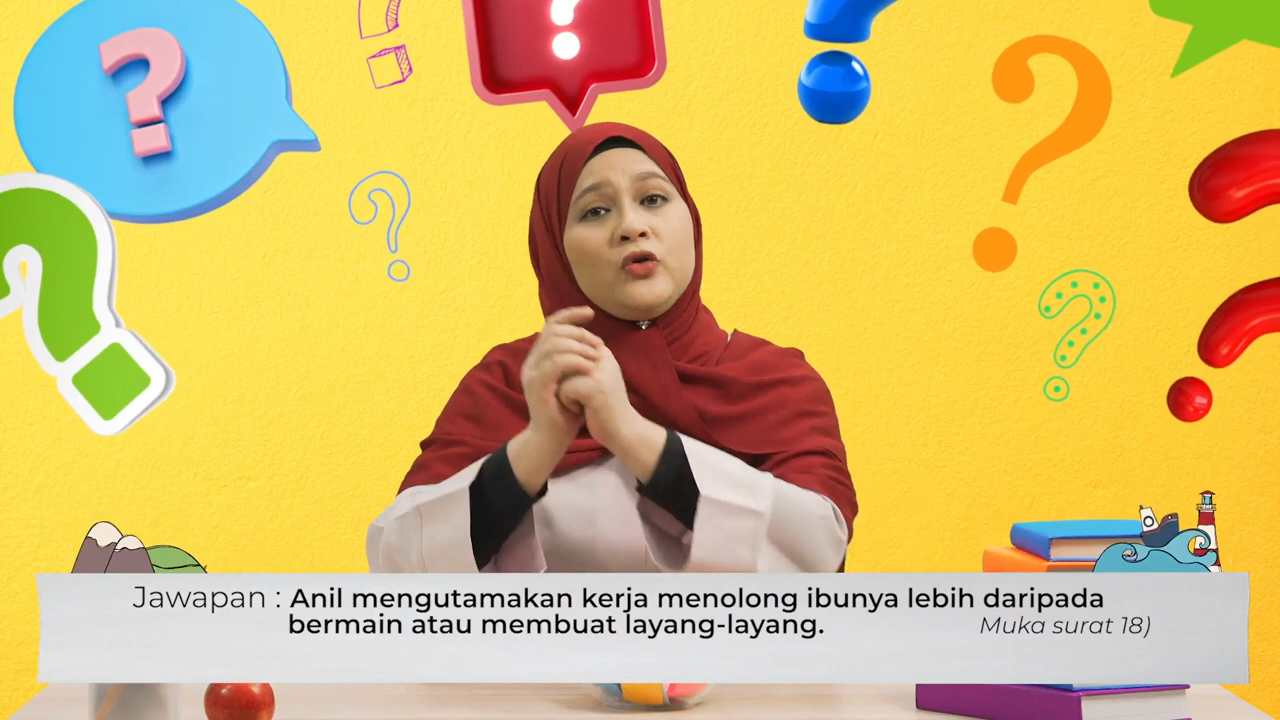 Jawapan : Anil mengutamakan kerja menolong ibunya lebih daripada
bermain atau membuat layang-layang. Muka surat 18)